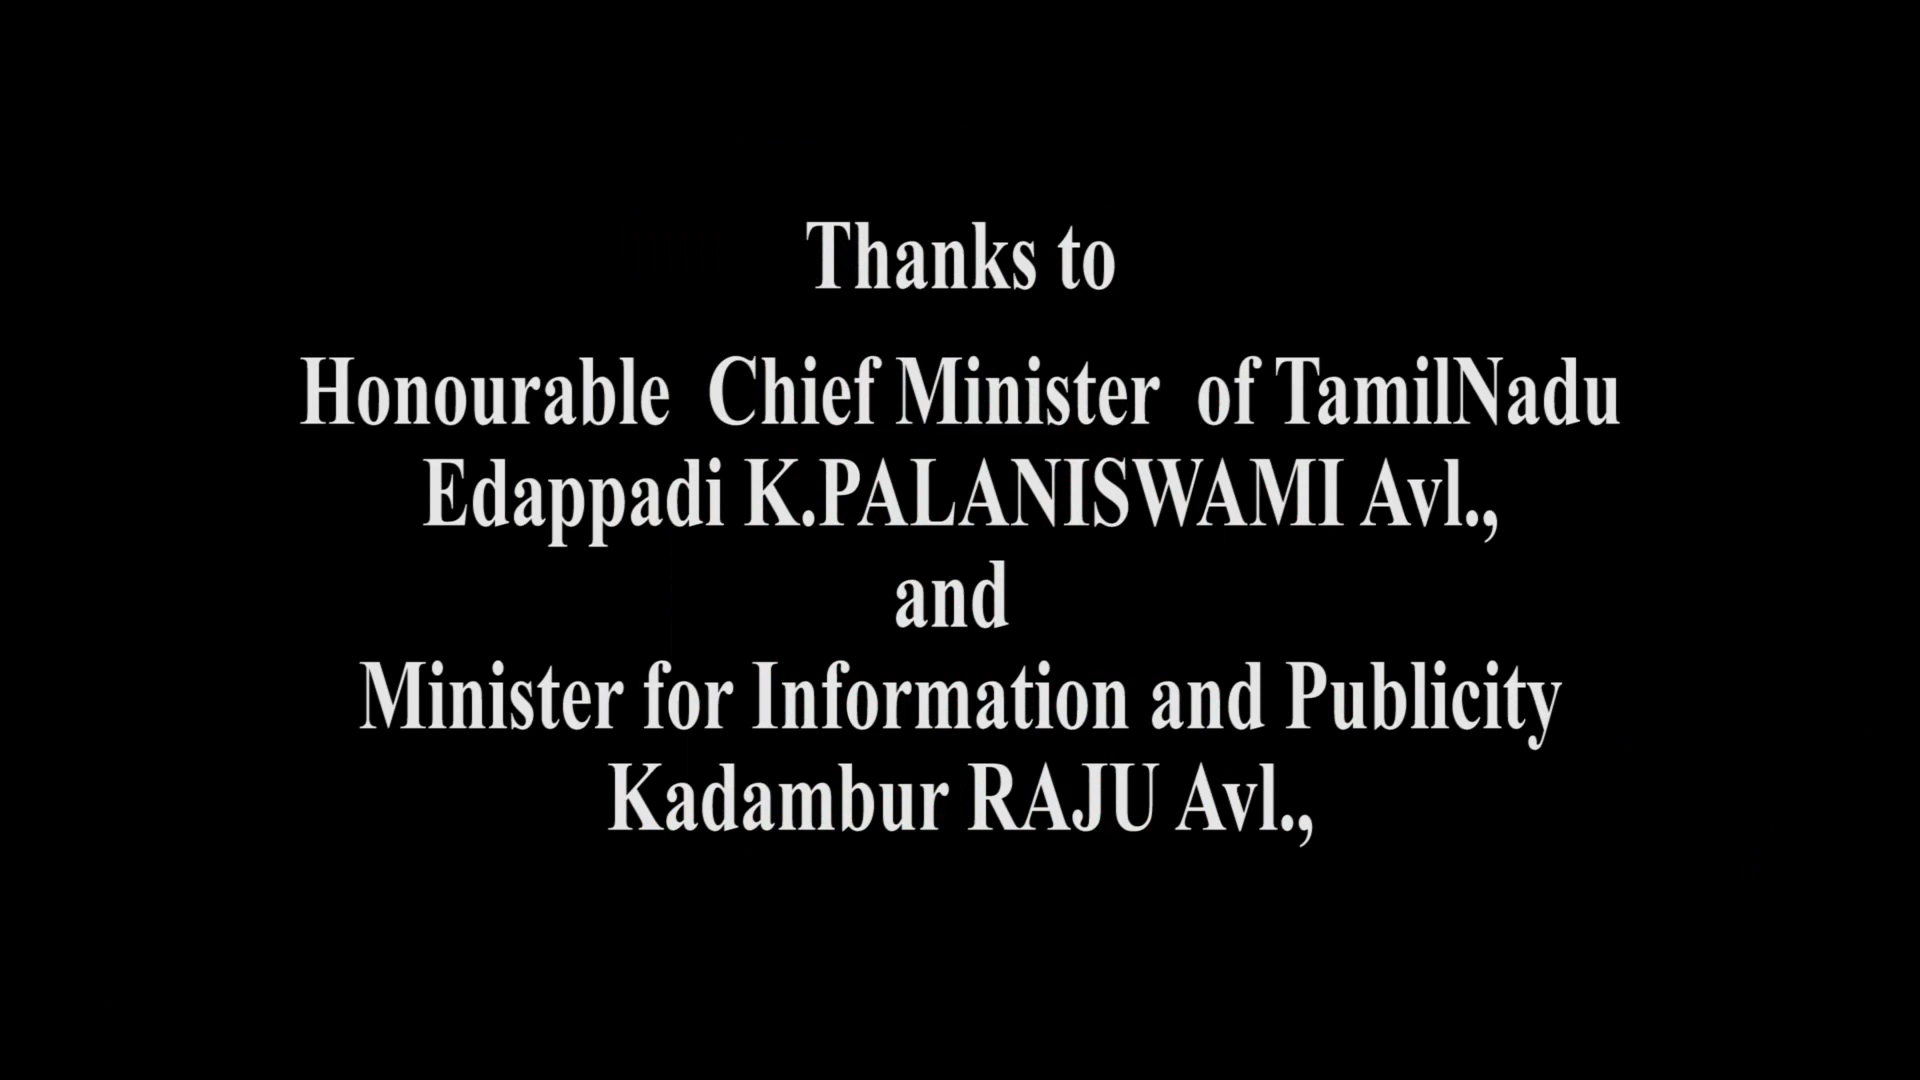 Thanks to
Honourable Chief Minister of TamilNadu
Edappadi K.PALANISWAMI Avl.,
and
Minister for Information and Publicity
Kadambur RAJU Avl.,